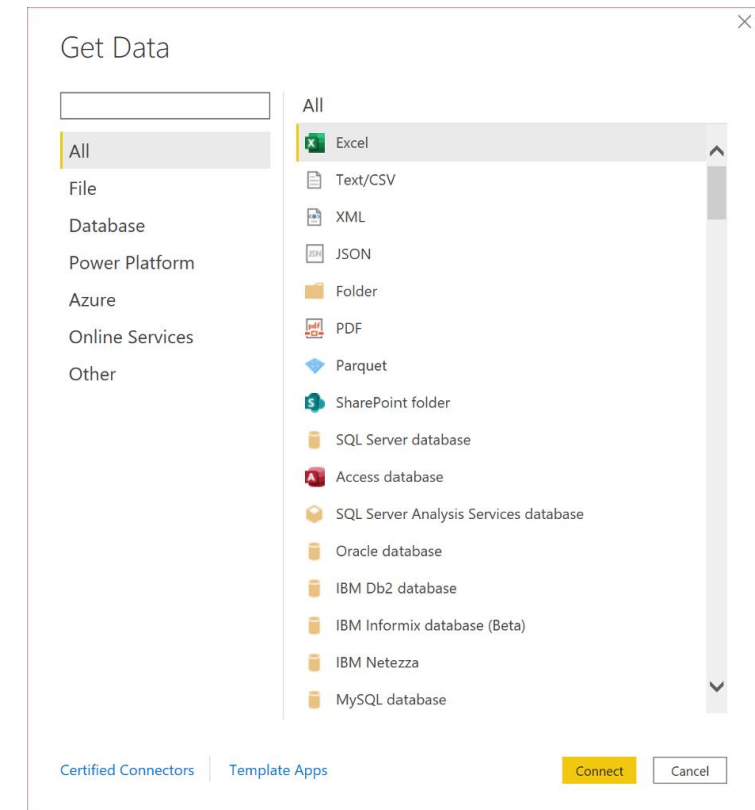 Get Data
All
File
Database
Power Platform
Azure
Online Services
Other
All
Excel
Text/CSV
XML
JSON
Folder
PDF
Parquet
SharePoint folder
SQL Server database
Access database
SQL Server Analysis Services database
Oracle database
IBM Db2 database
IBM Informix database (Beta)
IBM Netezza
MySQL database
Certified Connectors
Template Apps
Connect
Cancel